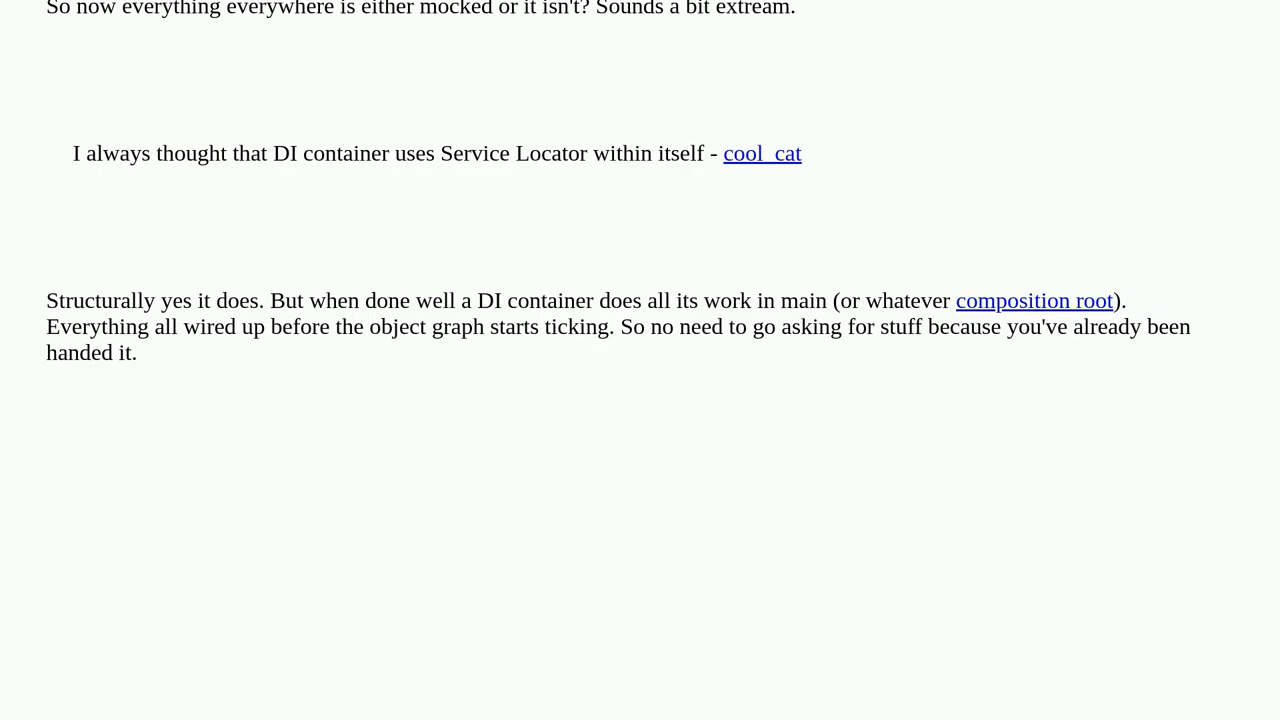 So now everything everywhere is either mocked or it isn't? Sounds a bit extream.
I always thought that DI container uses Service Locator within itself - cool_cat
Structurally yes it does. But when done well a DI container does all its work in main (or whatever composition root).
Everything all wired up before the object graph starts ticking. So no need to go asking for stuff because you've already been
handed it.